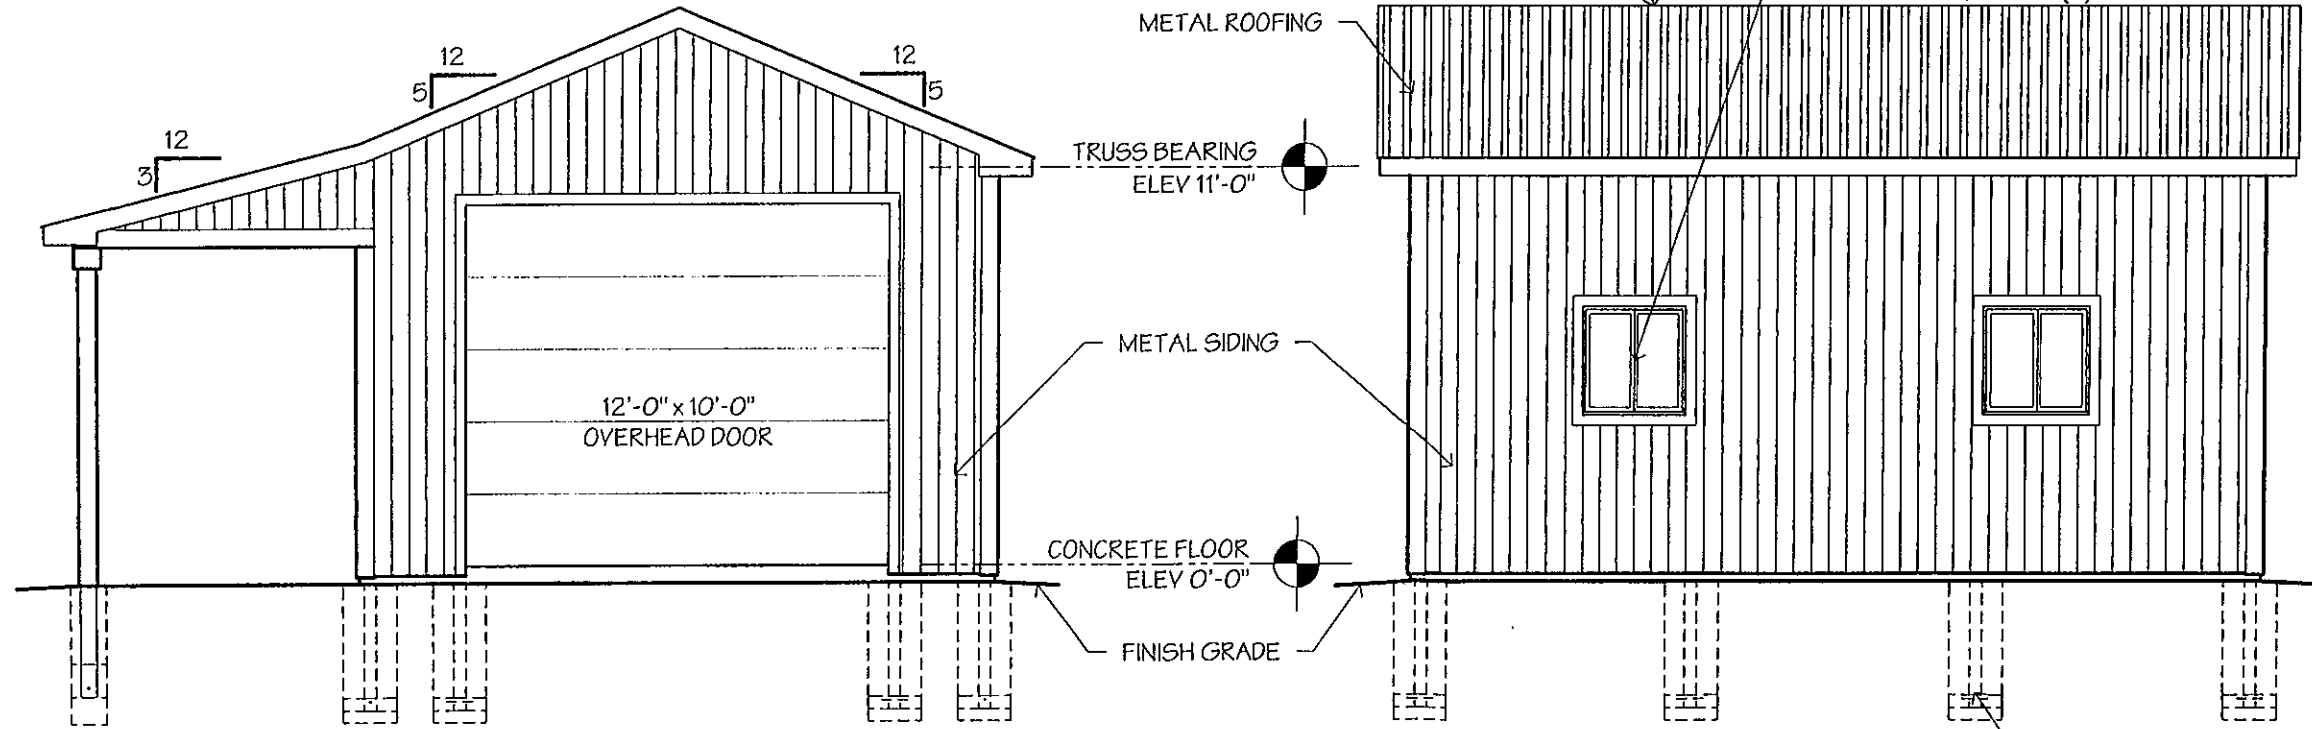 METAL ROOFING
12
5
12
5
12
3
TRUSS BEARING
ELEV 11'-0"
METAL SIDING
12'-0" x 10'-0"
OVERHEAD DOOR
CONCRETE FLOOR
ELEV 0'-0"
FINISH GRADE